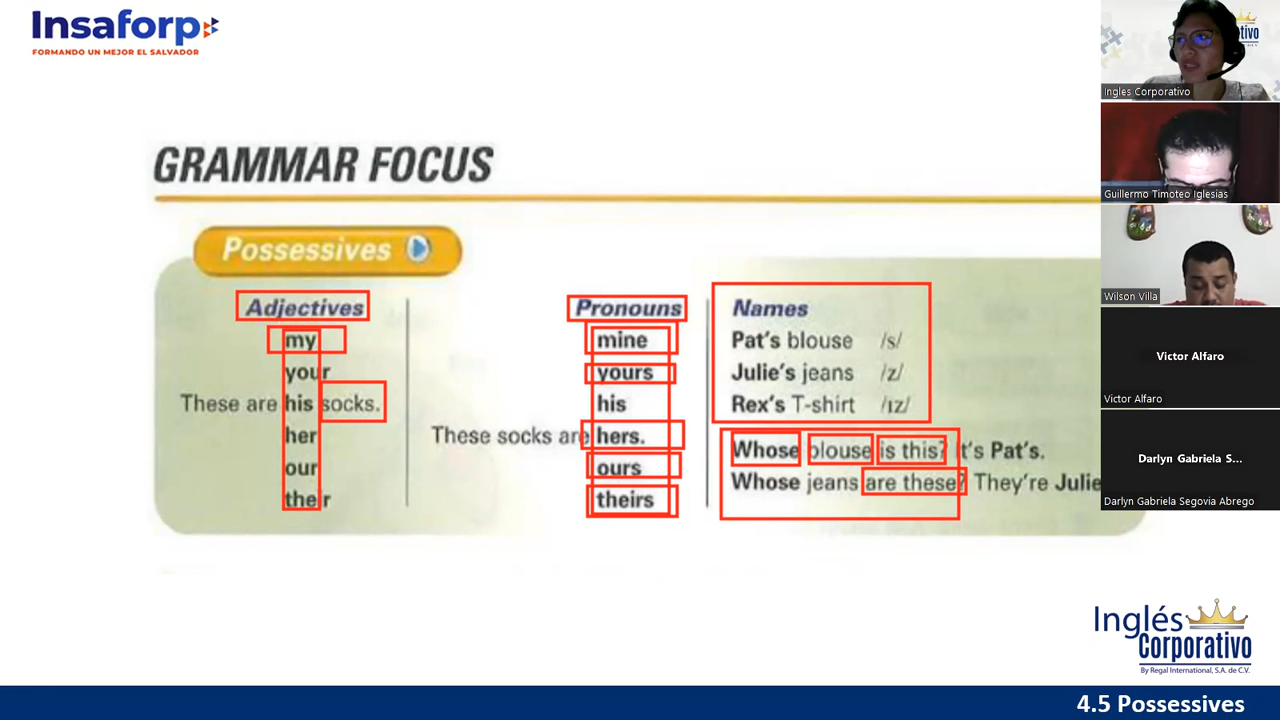 Insaforp
FORMANDO UN MEJOR EL SALVADOR
GRAMMAR FOCUS
Possessives
Adjectives
my
your
These are his socks.
her
our
their
Pronouns
mine
yours
his
These socks are hers.
ours
theirs
Names
Pat's blouse /s/
Julie's jeans /z/
Rex's T-shirt /ɪz/
Whose blouse is this? It's Pat's.
Whose jeans are these? They're Julie
Ingles Corporativo
Guillermo Timoteo Iglesias
Wilson Villa
Victor Alfaro
Victor Alfaro
Darlyn Gabriela S...
Darlyn Gabriela Segovia Abrego
Inglés
Corporativo
By Regal International, S.A. de C.V.
4.5 Possessives